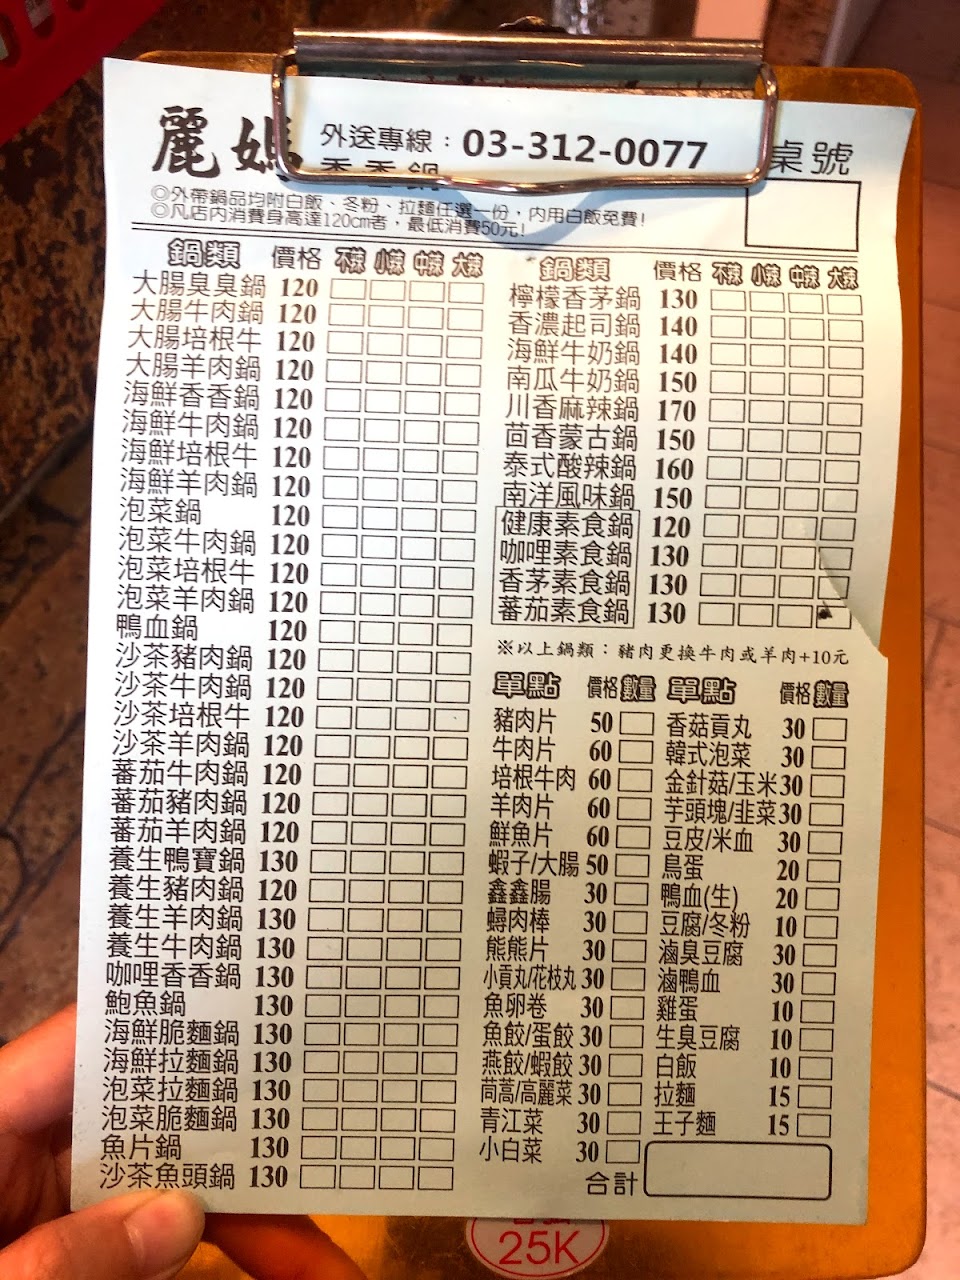 麗媽
外送專線：03-312-0077
香香鍋
桌號
◎外帶鍋品均附白飯、冬粉、拉麵任選一份，內用白飯免費!
◎凡店內消費身高達120cm者，最低消費50元!
鍋類 價格 不辣 小辣 中辣 大辣
大腸臭臭鍋 120
大腸牛肉鍋 120
大腸培根牛 120
大腸羊肉鍋 120
海鮮香香鍋 120
海鮮牛肉鍋 120
海鮮培根牛 120
海鮮羊肉鍋 120
泡菜鍋 120
泡菜牛肉鍋 120
泡菜培根牛 120
泡菜羊肉鍋 120
鴨血鍋 120
沙茶豬肉鍋 120
沙茶牛肉鍋 120
沙茶培根牛 120
沙茶羊肉鍋 120
蕃茄牛肉鍋 120
蕃茄豬肉鍋 120
蕃茄羊肉鍋 120
養生鴨寶鍋 130
養生豬肉鍋 120
養生羊肉鍋 130
養生牛肉鍋 130
咖哩香香鍋 130
鮑魚鍋 130
海鮮脆麵鍋 130
海鮮拉麵鍋 130
泡菜拉麵鍋 130
泡菜脆麵鍋 130
魚片鍋 130
沙茶魚頭鍋 130
鍋類 價格 不辣 小辣 中辣 大辣
檸檬香茅鍋 130
香濃起司鍋 140
海鮮牛奶鍋 140
南瓜牛奶鍋 150
川香麻辣鍋 170
茴香蒙古鍋 150
泰式酸辣鍋 160
南洋風味鍋 150
健康素食鍋 120
咖哩素食鍋 130
香茅素食鍋 130
蕃茄素食鍋 130
※以上鍋類：豬肉更換牛肉或羊肉+10元
單點 價格 數量
豬肉片 50
牛肉片 60
培根牛肉 60
羊肉片 60
鮮魚片 60
蝦子/大腸 50
鑫鑫腸 30
蟳肉棒 30
熊熊片 30
小貢丸/花枝丸 30
魚卵卷 30
魚餃/蛋餃 30
燕餃/蝦餃 30
茼蒿/高麗菜 30
青江菜 30
小白菜 30
單點 價格 數量
香菇貢丸 30
韓式泡菜 30
金針菇/玉米 30
芋頭塊/韭菜 30
豆皮/米血 30
鳥蛋 20
鴨血(生) 20
豆腐/冬粉 10
滷臭豆腐 30
滷鴨血 30
雞蛋 10
生臭豆腐 10
白飯 10
拉麵 15
王子麵 15
合計
25K